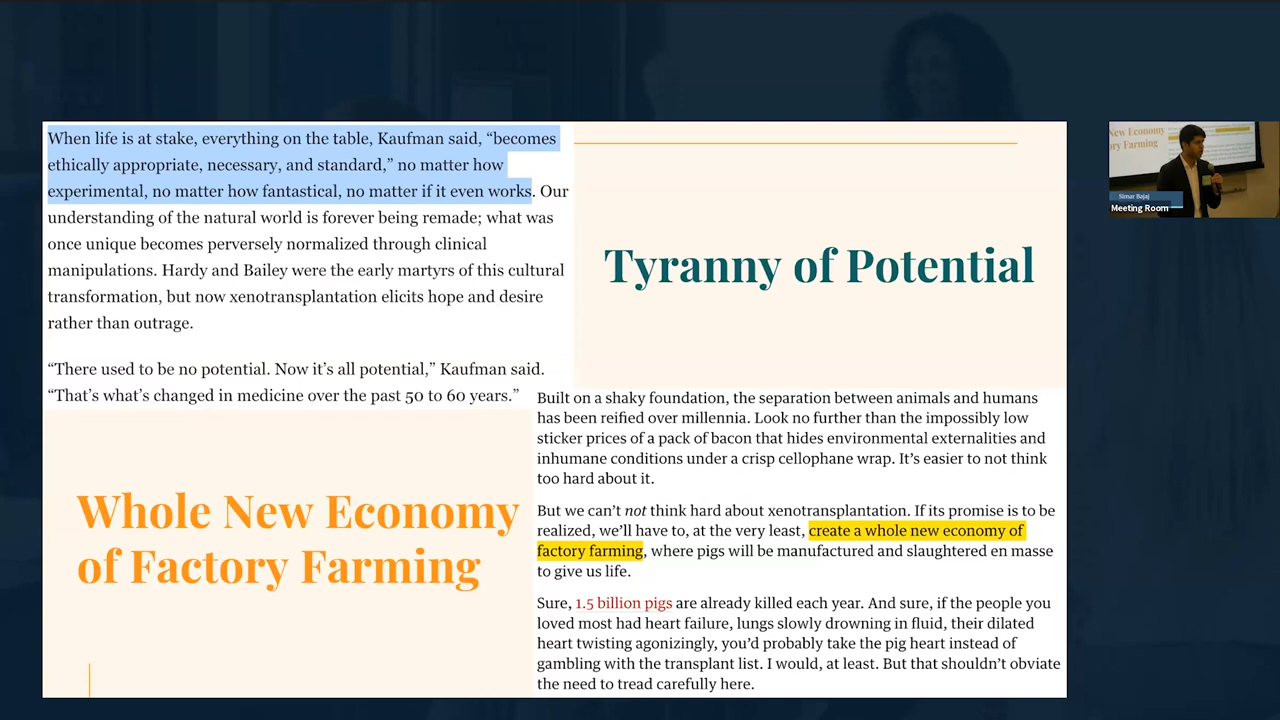 When life is at stake, everything on the table, Kaufman said, “becomes
ethically appropriate, necessary, and standard,” no matter how
experimental, no matter how fantastical, no matter if it even works. Our
understanding of the natural world is forever being remade; what was
once unique becomes perversely normalized through clinical
manipulations. Hardy and Bailey were the early martyrs of this cultural
transformation, but now xenotransplantation elicits hope and desire
rather than outrage.
“There used to be no potential. Now it’s all potential,” Kaufman said.
“That’s what’s changed in medicine over the past 50 to 60 years.”
Tyranny of Potential
Whole New Economy
of Factory Farming
Built on a shaky foundation, the separation between animals and humans
has been reified over millennia. Look no further than the impossibly low
sticker prices of a pack of bacon that hides environmental externalities and
inhumane conditions under a crisp cellophane wrap. It’s easier to not think
too hard about it.
But we can’t not think hard about xenotransplantation. If its promise is to be
realized, we’ll have to, at the very least, create a whole new economy of
factory farming, where pigs will be manufactured and slaughtered en masse
to give us life.
Sure, 1.5 billion pigs are already killed each year. And sure, if the people you
loved most had heart failure, lungs slowly drowning in fluid, their dilated
heart twisting agonizingly, you’d probably take the pig heart instead of
gambling with the transplant list. I would, at least. But that shouldn’t obviate
the need to tread carefully here.
New Economy
ry Farming
Simar Bajaj
Meeting Room